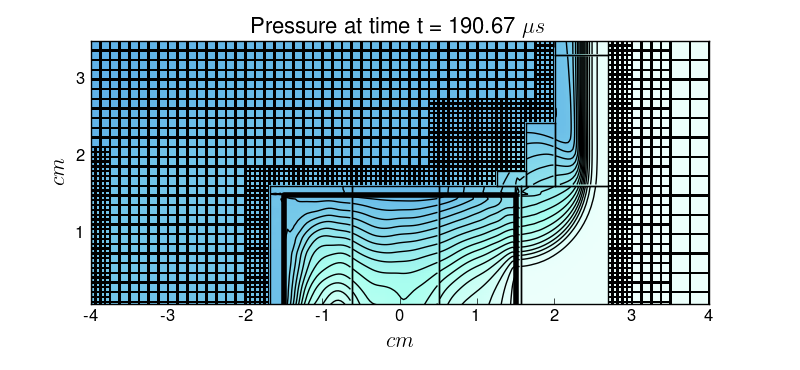 Pressure at time t = 190.67 μs
3
2
1
cm
-4 -3 -2 -1 0 1 2 3 4
cm